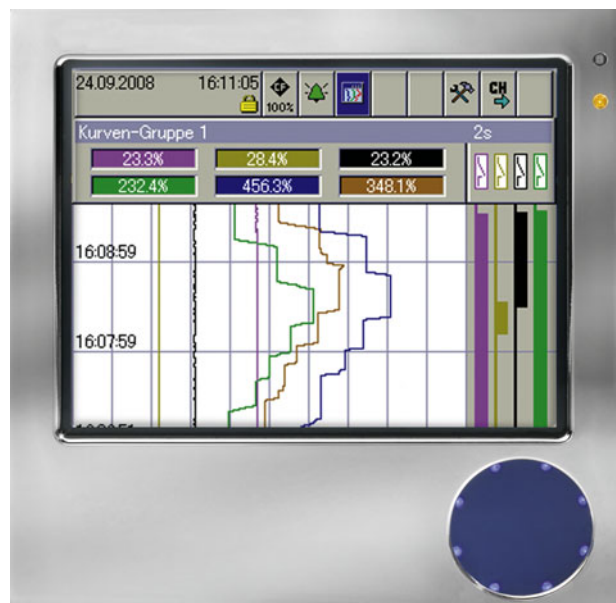 24.09.2008 16:11:05
CF
100%
CH
Kurven-Gruppe 1 2s
23.3% 28.4% 23.2%
232.4% 456.3% 348.1%
16:08:59
16:07:59